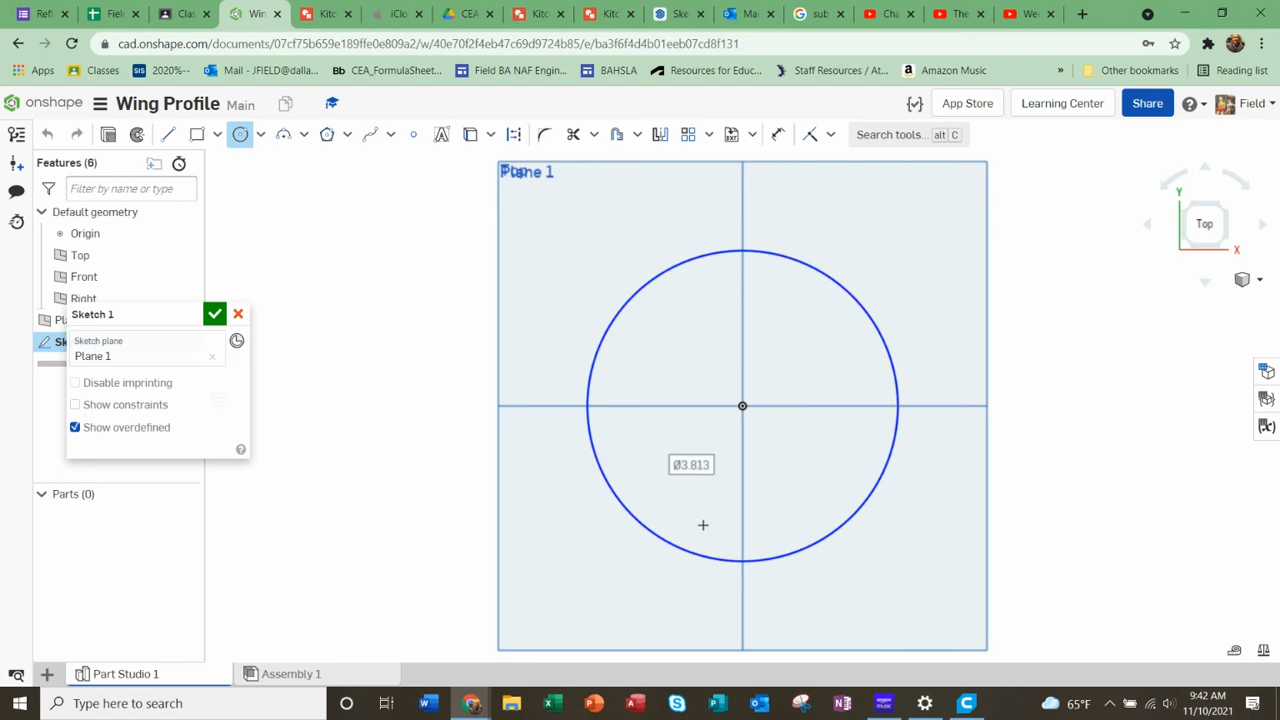 Refl
Field
Class
Win
Kitc
iClo
CEA
Kitc
Kitc
Ske
Mail
sub
Cha
The
Wee
cad.onshape.com/documents/07cf75b659e189ffe0e809a2/w/40e70f2f4eb47c69d9724b85/e/ba3f6f4d4b01eeb07cd8f131
Apps
Classes
SIS 2020%--
Mail - JFIELD@dalla...
Bb CEA_FormulaSheet...
Field BA NAF Engin...
BAHSLA
Resources for Educ...
Staff Resources / At...
Amazon Music
»
Other bookmarks
Reading list
onshape
Wing Profile Main
App Store
Learning Center
Share
Field
Search tools... alt C
Features (6)
Filter by name or type
Default geometry
Origin
Top
Front
Right
Sketch 1
Sketch plane
Plane 1
Disable imprinting
Show constraints
Show overdefined
Parts (0)
Plane 1
Ø3.813
Y
Top
X
Part Studio 1
Assembly 1
Type here to search
65°F
9:42 AM
11/10/2021